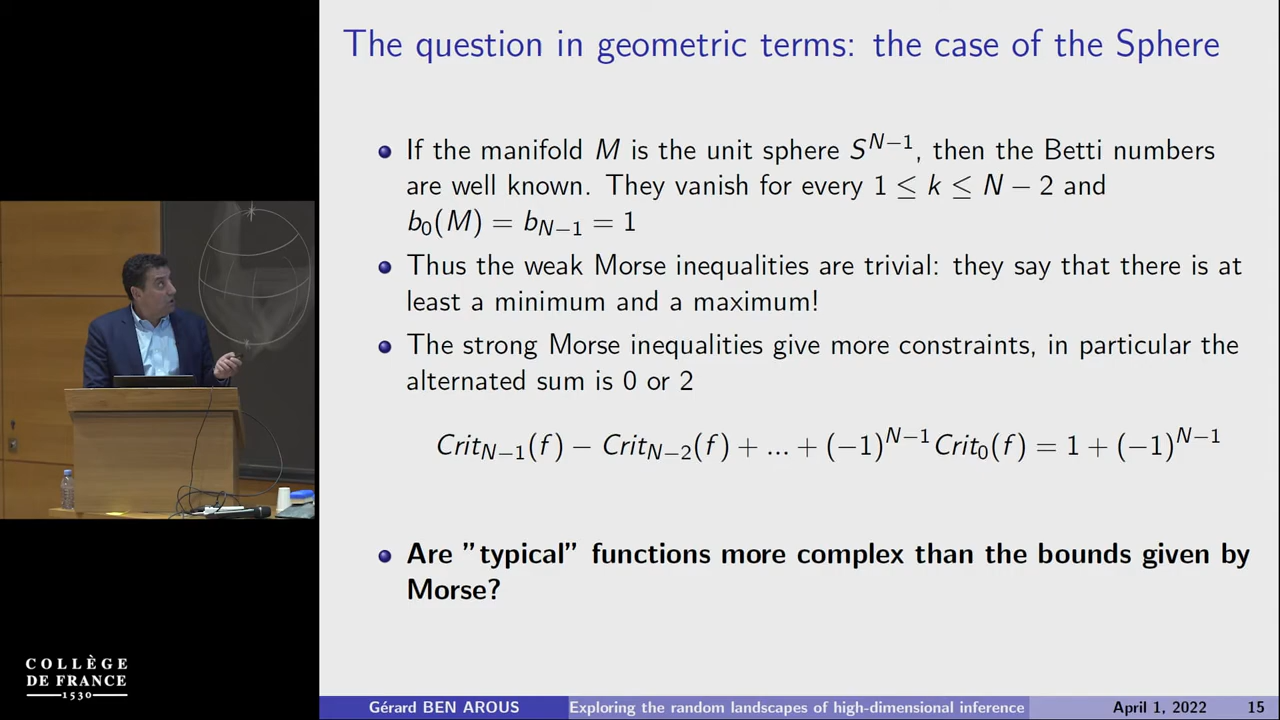 The question in geometric terms: the case of the Sphere
If the manifold M is the unit sphere S^{N−1}, then the Betti numbers
are well known. They vanish for every 1 ≤ k ≤ N − 2 and
b₀(M) = b_{N−1} = 1
Thus the weak Morse inequalities are trivial: they say that there is at
least a minimum and a maximum!
The strong Morse inequalities give more constraints, in particular the
alternated sum is 0 or 2
Crit_{N−1}(f) − Crit_{N−2}(f) + ... + (−1)^{N−1}Crit₀(f) = 1 + (−1)^{N−1}
Are "typical" functions more complex than the bounds given by
Morse?
COLLÈGE
DE FRANCE
1530
Gérard BEN AROUS
Exploring the random landscapes of high-dimensional inference
April 1, 2022
15